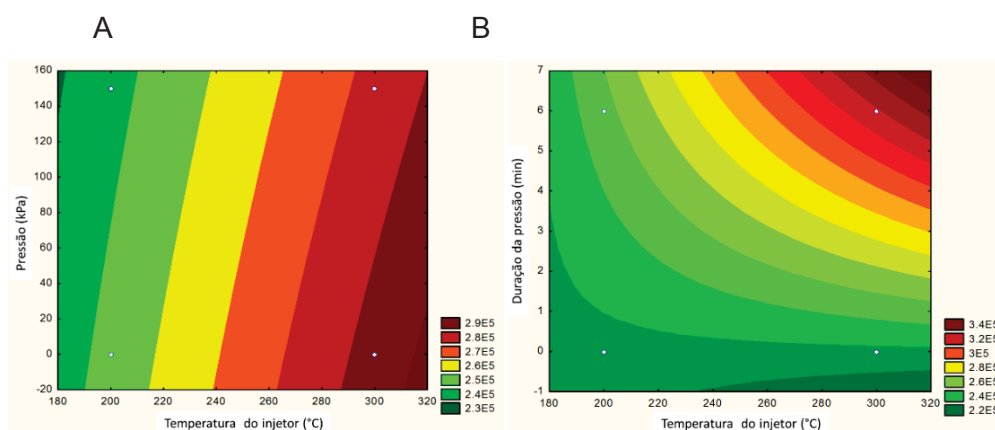 A
B
Pressão (kPa)
160
140
120
100
80
60
40
20
0
-20
180 200 220 240 260 280 300 320
Temperatura do injetor (°C)
2.9E5
2.8E5
2.7E5
2.6E5
2.5E5
2.4E5
2.3E5
Duração da pressão (min)
7
6
5
4
3
2
1
0
-1
180 200 220 240 260 280 300 320
Temperatura do injetor (°C)
3.4E5
3.2E5
3E5
2.8E5
2.6E5
2.4E5
2.2E5